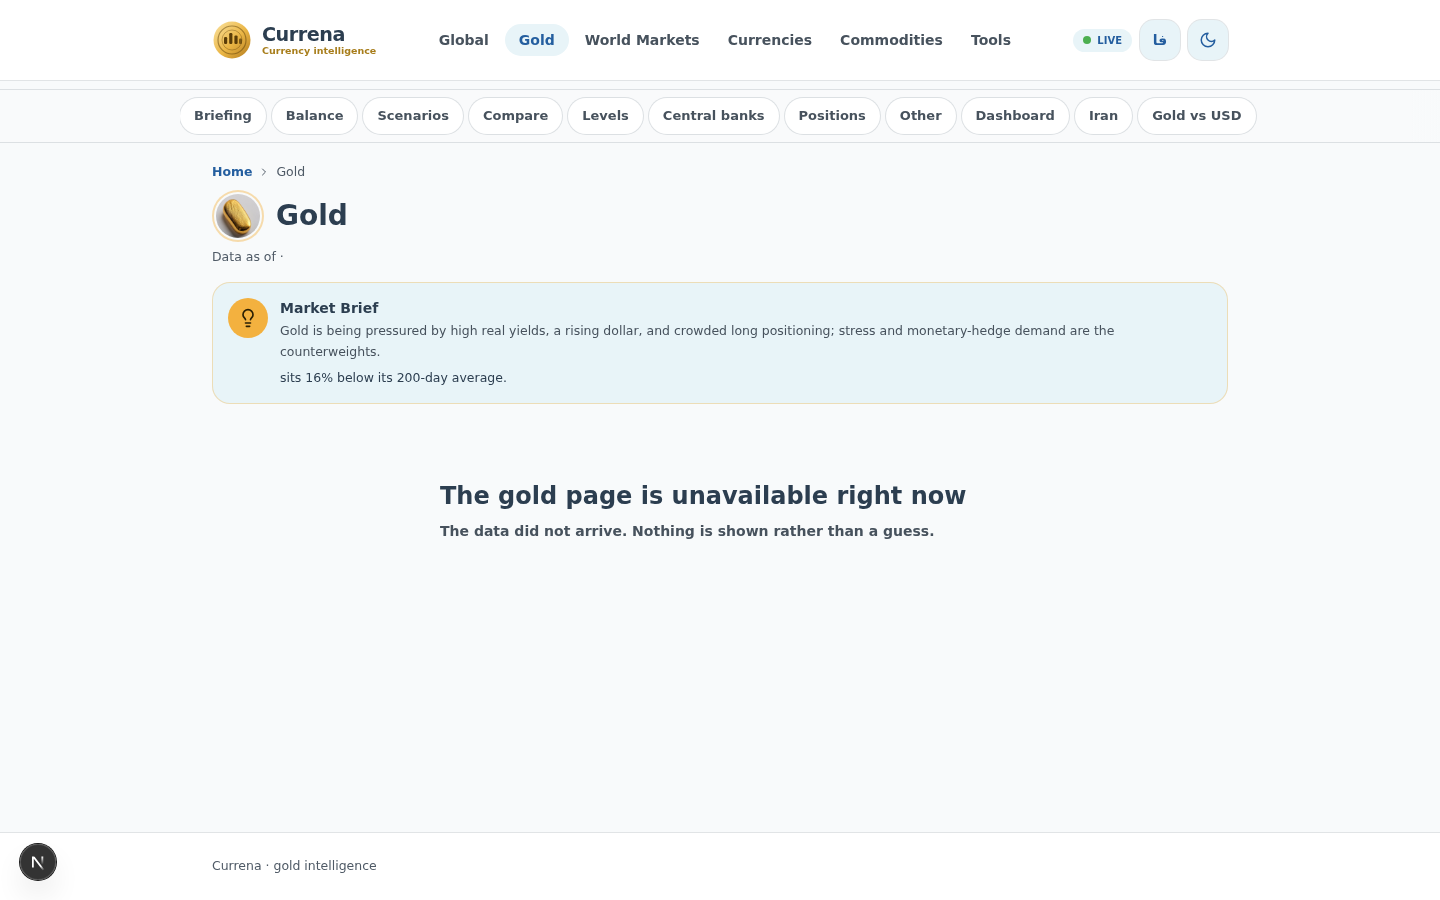 Currena
Currency intelligence
Global
Gold
World Markets
Currencies
Commodities
Tools
LIVE
فا
Briefing
Balance
Scenarios
Compare
Levels
Central banks
Positions
Other
Dashboard
Iran
Gold vs USD
Home › Gold
Gold
Data as of ·
Market Brief
Gold is being pressured by high real yields, a rising dollar, and crowded long positioning; stress and monetary-hedge demand are the
counterweights.
sits 16% below its 200-day average.
The gold page is unavailable right now
The data did not arrive. Nothing is shown rather than a guess.
N
Currena · gold intelligence